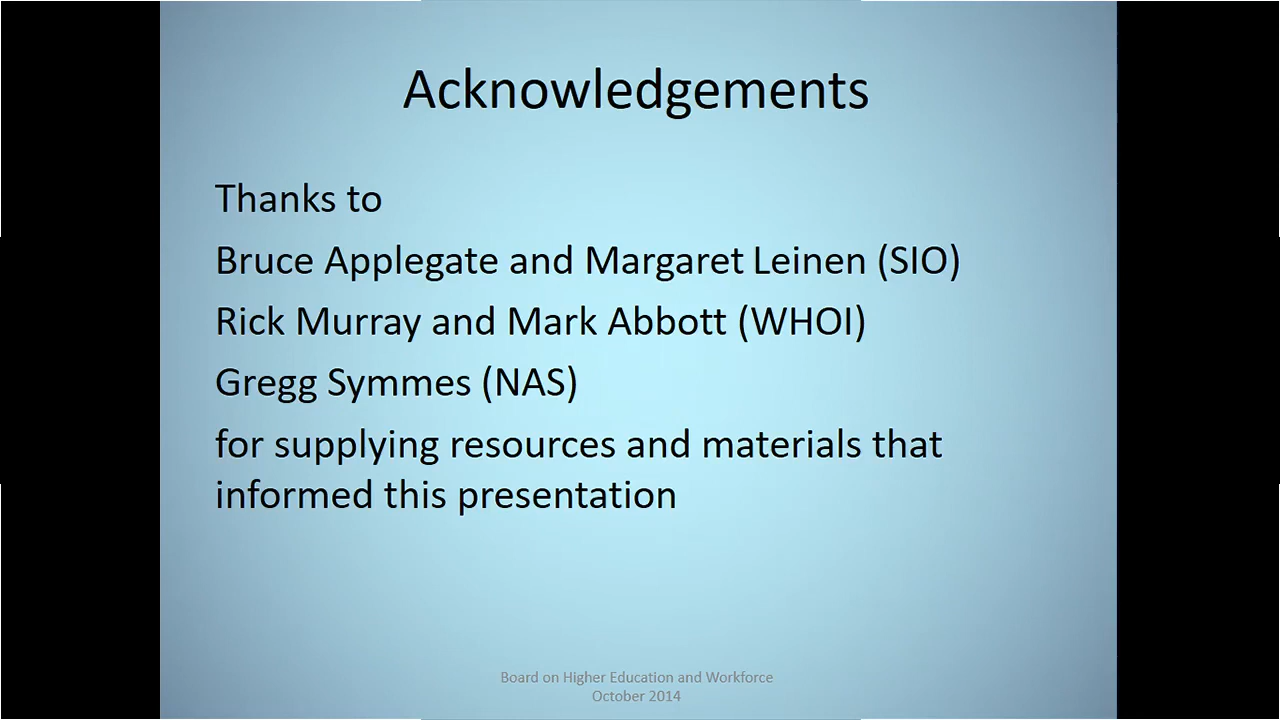 Acknowledgements
Thanks to
Bruce Applegate and Margaret Leinen (SIO)
Rick Murray and Mark Abbott (WHOI)
Gregg Symmes (NAS)
for supplying resources and materials that
informed this presentation
Board on Higher Education and Workforce
October 2014